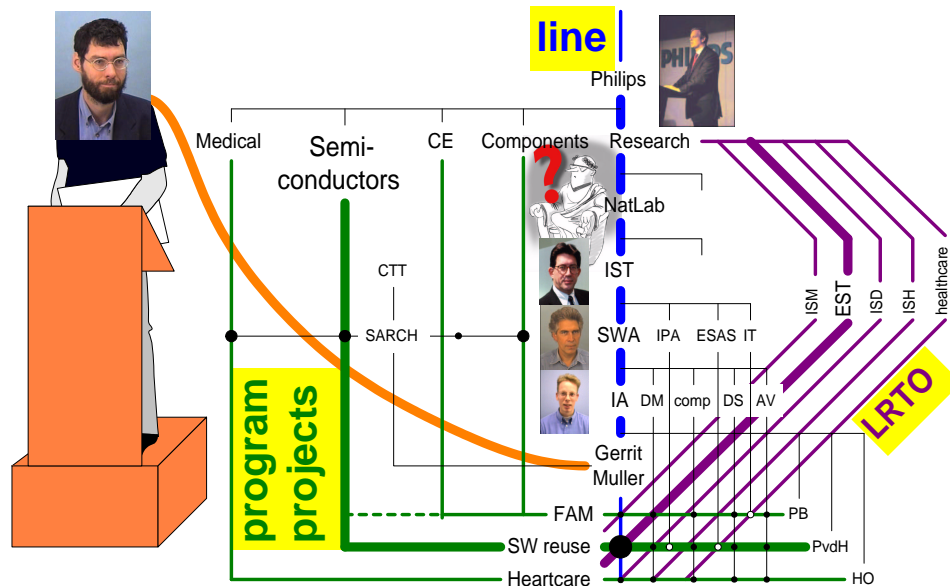 line
Philips
PHILIPS
Medical
Semi-
conductors
CE
Components
Research
?
NatLab
CTT
IST
healthcare
ISM
EST
ISD
ISH
SARCH
SWA
IPA
ESAS
IT
program
projects
LRTO
IA
DM
comp
DS
AV
Gerrit
Muller
FAM
PB
SW reuse
PvdH
Heartcare
HO